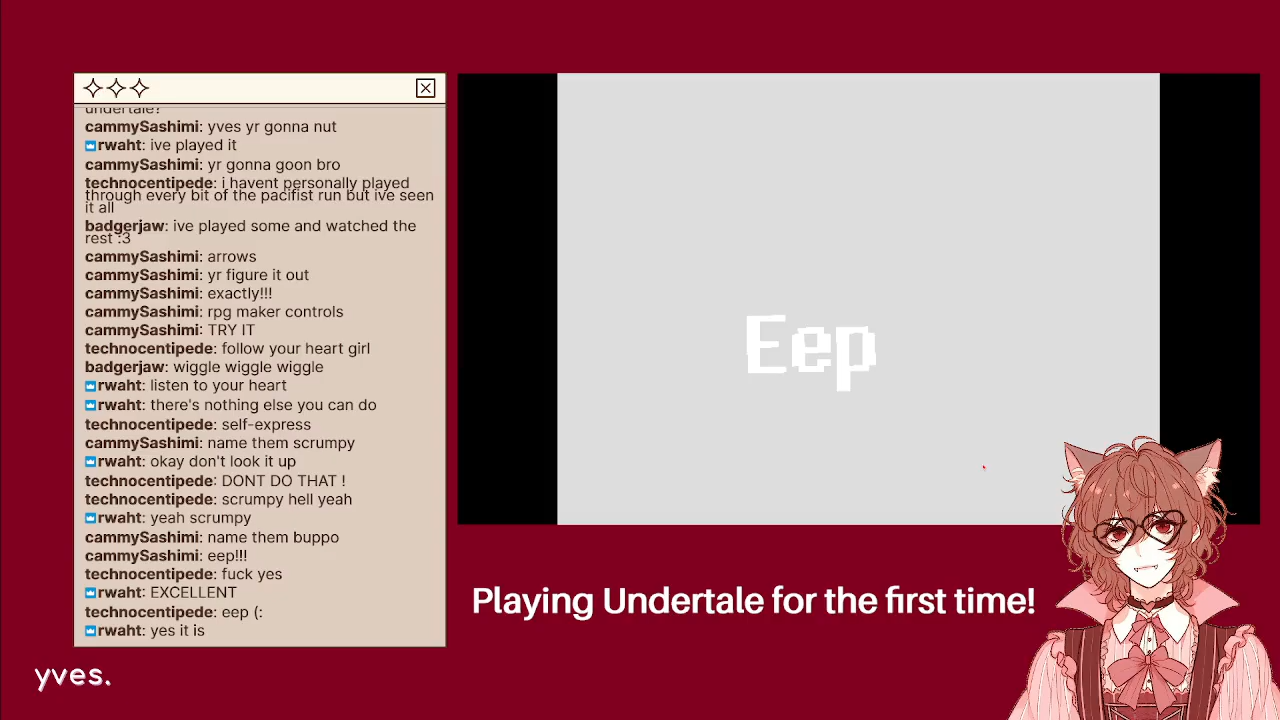 undertale?
cammySashimi: yves yr gonna nut
rwaht: ive played it
cammySashimi: yr gonna goon bro
technocentipede: i havent personally played
through every bit of the pacifist run but ive seen
it all
badgerjaw: ive played some and watched the
rest :3
cammySashimi: arrows
cammySashimi: yr figure it out
cammySashimi: exactly!!!
cammySashimi: rpg maker controls
cammySashimi: TRY IT
technocentipede: follow your heart girl
badgerjaw: wiggle wiggle wiggle
rwaht: listen to your heart
rwaht: there's nothing else you can do
technocentipede: self-express
cammySashimi: name them scrumpy
rwaht: okay don't look it up
technocentipede: DONT DO THAT !
technocentipede: scrumpy hell yeah
rwaht: yeah scrumpy
cammySashimi: name them buppo
cammySashimi: eep!!!
technocentipede: fuck yes
rwaht: EXCELLENT
technocentipede: eep (:
rwaht: yes it is
Eep
Playing Undertale for the first time!
yves.